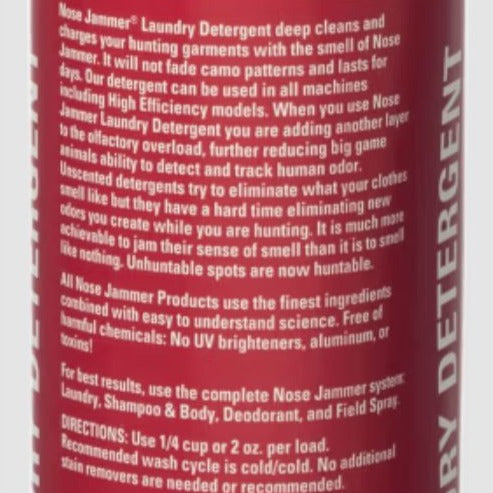 Nose Jammer® Laundry Detergent deep cleans and
charges your hunting garments with the smell of Nose
Jammer. It will not fade camo patterns and lasts for
days. Our detergent can be used in all machines
including High Efficiency models. When you use Nose
Jammer Laundry Detergent you are adding another layer
to the olfactory overload, further reducing big game
animals ability to detect and track human odor.
Unscented detergents try to eliminate what your clothes
smell like but they have a hard time eliminating new
odors you create while you are hunting. It is much more
achievable to jam their sense of smell than it is to smell
like nothing. Unhuntable spots are now huntable.
All Nose Jammer Products use the finest ingredients
combined with easy to understand science. Free of
harmful chemicals: No UV brighteners, aluminum, or
toxins!
For best results, use the complete Nose Jammer system:
Laundry, Shampoo & Body, Deodorant, and Field Spray.
DIRECTIONS: Use 1/4 cup or 2 oz. per load.
Recommended wash cycle is cold/cold. No additional
stain removers are needed or recommended.
RY DETERGENT
RY DETERGENT